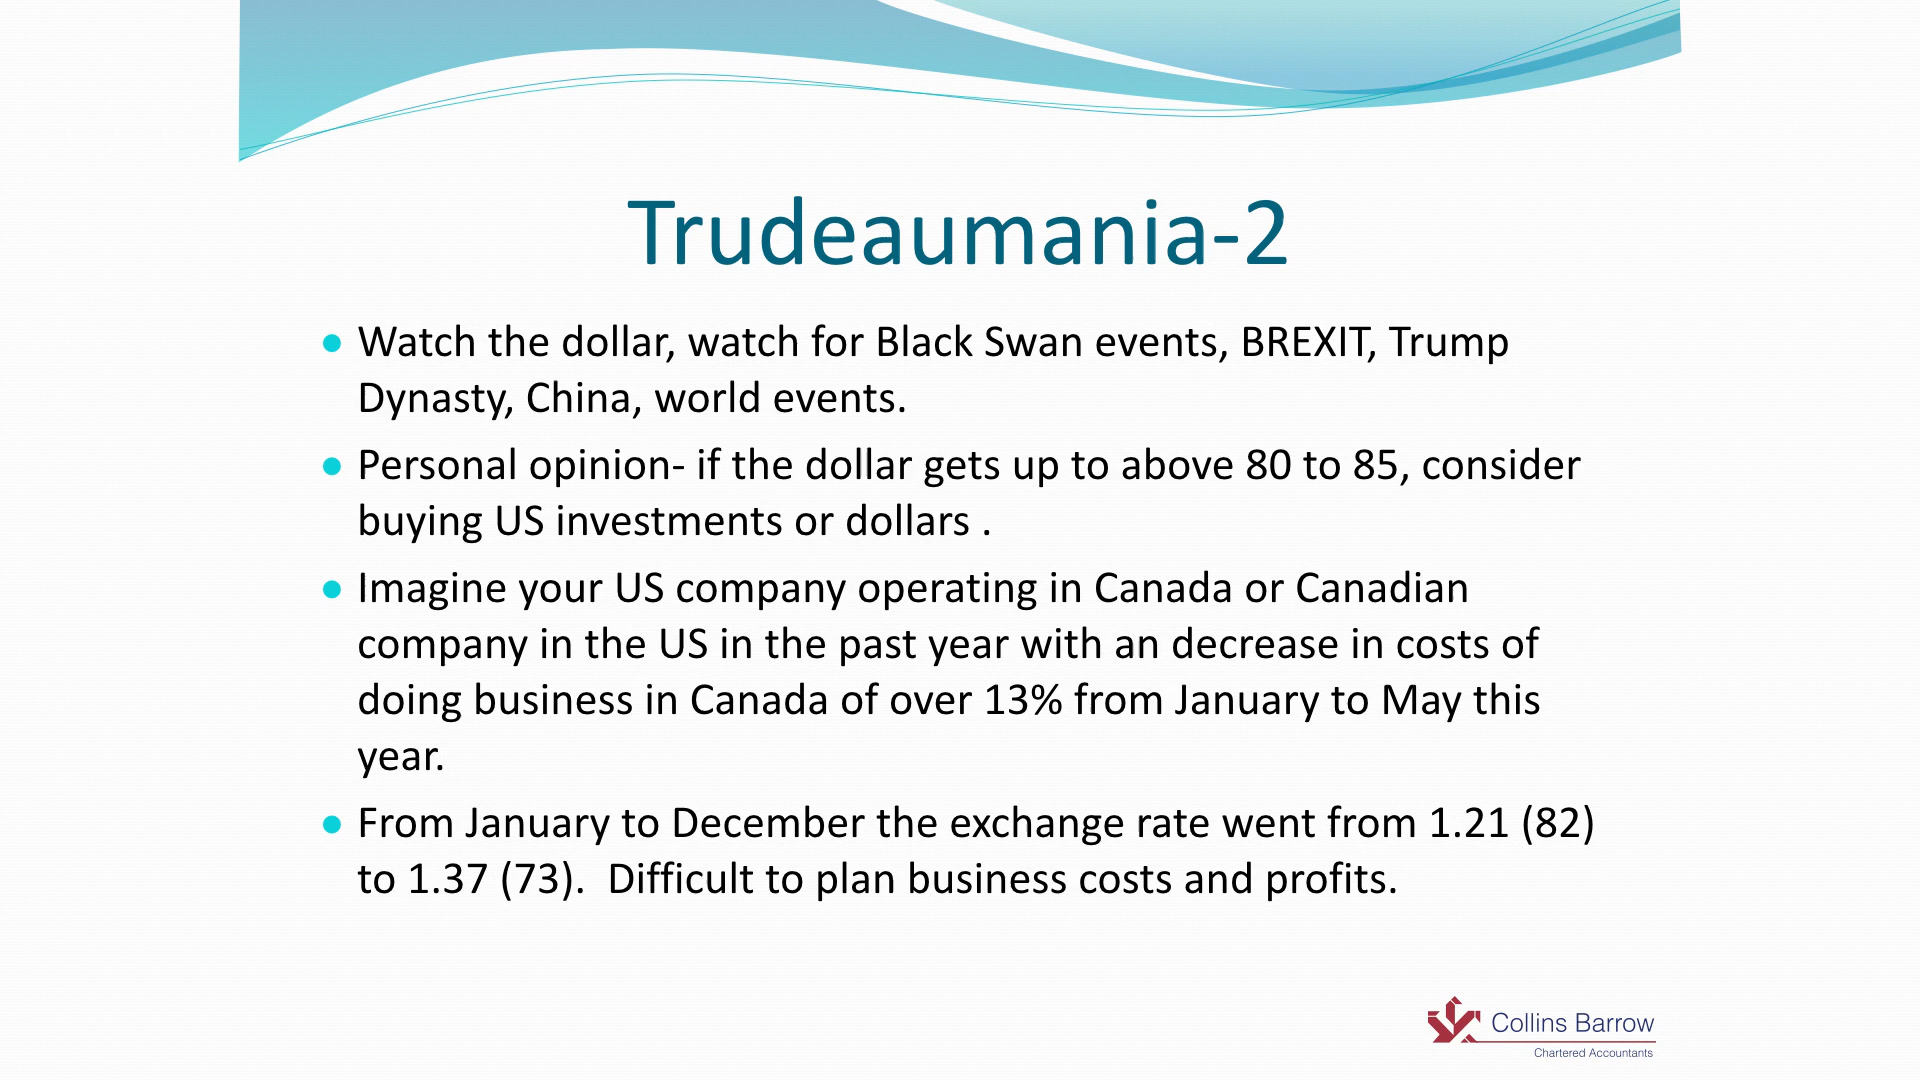 Trudeaumania-2
Watch the dollar, watch for Black Swan events, BREXIT, Trump
Dynasty, China, world events.
Personal opinion- if the dollar gets up to above 80 to 85, consider
buying US investments or dollars .
Imagine your US company operating in Canada or Canadian
company in the US in the past year with an decrease in costs of
doing business in Canada of over 13% from January to May this
year.
From January to December the exchange rate went from 1.21 (82)
to 1.37 (73).  Difficult to plan business costs and profits.
Collins Barrow
Chartered Accountants